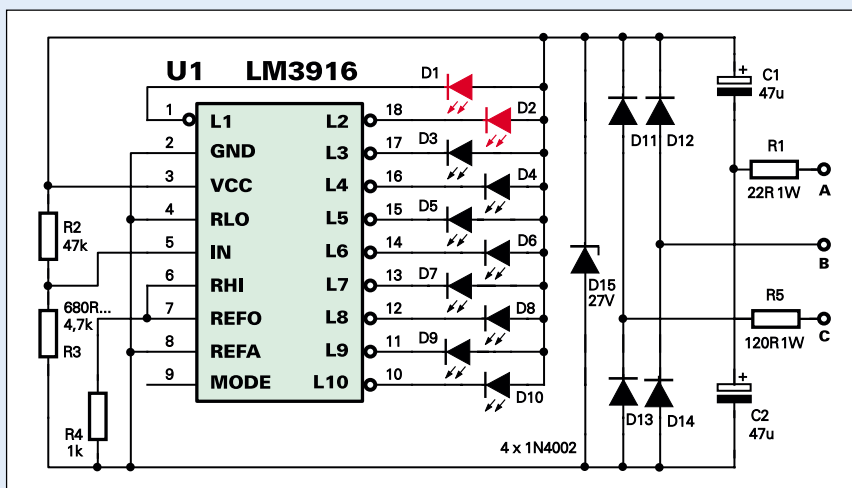 U1 LM3916
1 L1
2 GND
3 VCC
4 RLO
5 IN
6 RHI
7 REFO
8 REFA
9 MODE
L2 18
L3 17
L4 16
L5 15
L6 14
L7 13
L8 12
L9 11
L10 10
D1
D2
D3
D4
D5
D6
D7
D8
D9
D10
R2
47k
680R...
4,7k
R3
R4
1k
D15
27V
D11 D12
D13 D14
4 x 1N4002
+
C1
47u
R1
22R 1W
A
B
R5
120R 1W
C
+
C2
47u